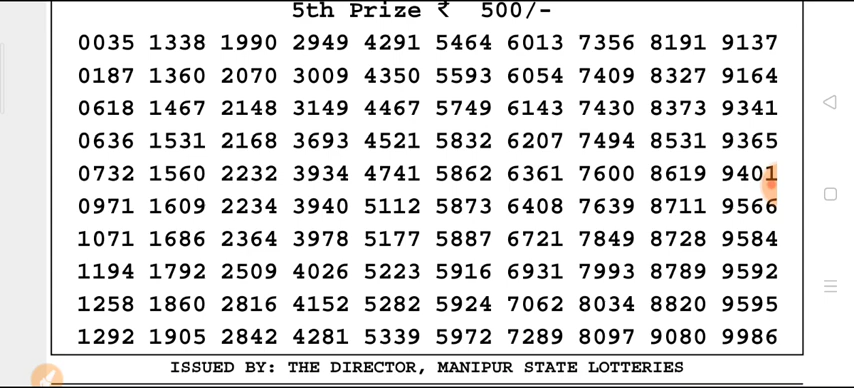 5th Prize ₹ 500/-
0035 1338 1990 2949 4291 5464 6013 7356 8191 9137
0187 1360 2070 3009 4350 5593 6054 7409 8327 9164
0618 1467 2148 3149 4467 5749 6143 7430 8373 9341
0636 1531 2168 3693 4521 5832 6207 7494 8531 9365
0732 1560 2232 3934 4741 5862 6361 7600 8619 9401
0971 1609 2234 3940 5112 5873 6408 7639 8711 9566
1071 1686 2364 3978 5177 5887 6721 7849 8728 9584
1194 1792 2509 4026 5223 5916 6931 7993 8789 9592
1258 1860 2816 4152 5282 5924 7062 8034 8820 9595
1292 1905 2842 4281 5339 5972 7289 8097 9080 9986
ISSUED BY: THE DIRECTOR, MANIPUR STATE LOTTERIES